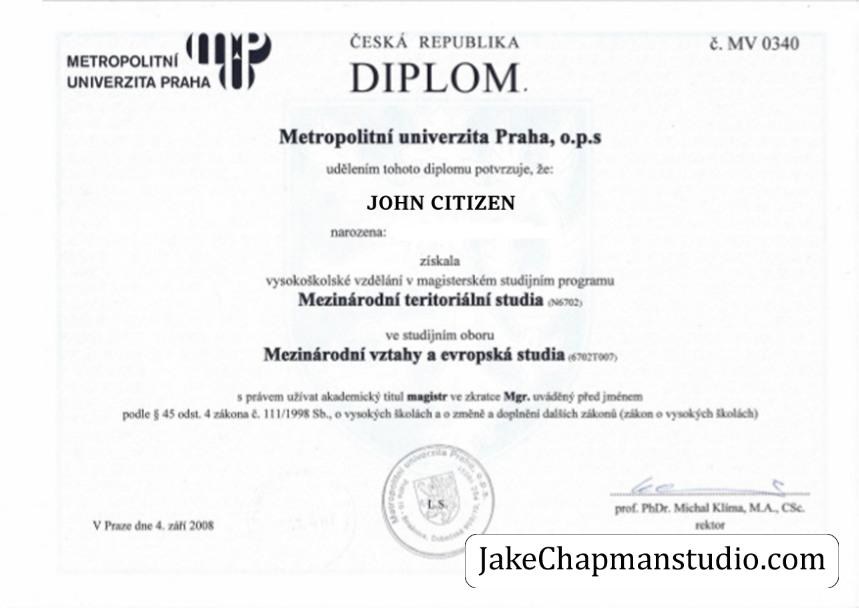 METROPOLITNÍ
UNIVERZITA PRAHA
ČESKÁ REPUBLIKA
DIPLOM.
č. MV 0340
Metropolitní univerzita Praha, o.p.s
udělením tohoto diplomu potvrzuje, že:
JOHN CITIZEN
narozena:
získala
vysokoškolské vzdělání v magisterském studijním programu
Mezinárodní teritoriální studia (N6702)
ve studijním oboru
Mezinárodní vztahy a evropská studia (6702T007)
s právem užívat akademický titul magistr ve zkratce Mgr. uváděný před jménem
podle § 45 odst. 4 zákona č. 111/1998 Sb., o vysokých školách a o změně a doplnění dalších zákonů (zákon o vysokých školách)
Metropolitní univerzita Praha, o.p.s.
L.S.
prof. PhDr. Michal Klíma, M.A., CSc.
rektor
V Praze dne 4. září 2008
JakeChapmanstudio.com